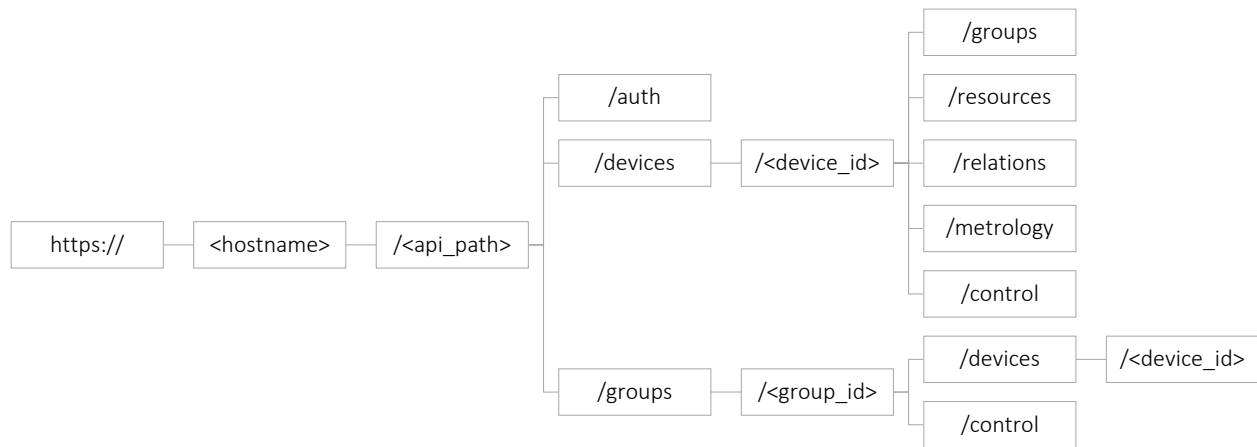 https://
<hostname>
/<api_path>
/auth
/devices
/<device_id>
/groups
/resources
/relations
/metrology
/control
/groups
/<group_id>
/devices
/<device_id>
/control